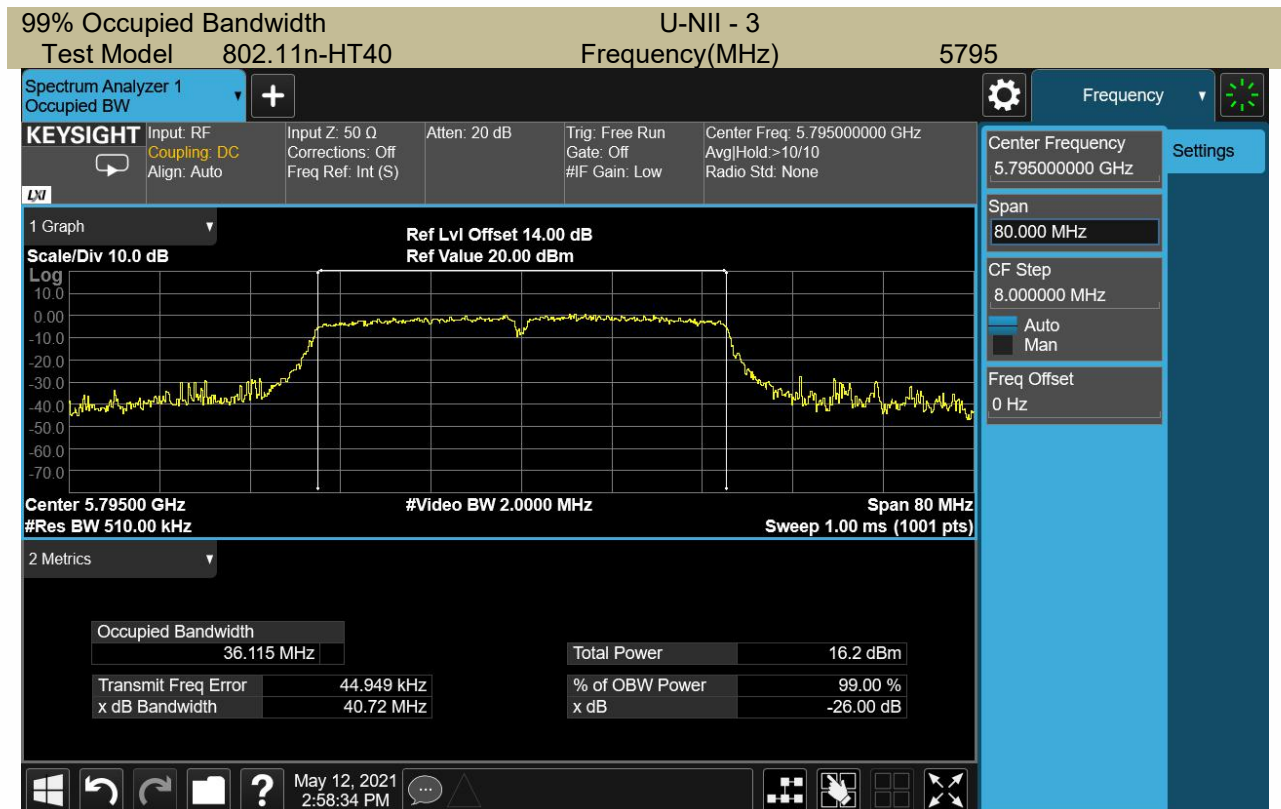 99% Occupied Bandwidth U-NII - 3
Test Model 802.11n-HT40 Frequency(MHz) 5795
Spectrum Analyzer 1
Occupied BW
+
Frequency
KEYSIGHT
LXI
Input: RF
Coupling: DC
Align: Auto
Input Z: 50 Ω
Corrections: Off
Freq Ref: Int (S)
Atten: 20 dB
Trig: Free Run
Gate: Off
#IF Gain: Low
Center Freq: 5.795000000 GHz
Avg|Hold:>10/10
Radio Std: None
Center Frequency
5.795000000 GHz
Settings
Span
80.000 MHz
CF Step
8.000000 MHz
Auto
Man
Freq Offset
0 Hz
1 Graph
Scale/Div 10.0 dB
Ref Lvl Offset 14.00 dB
Ref Value 20.00 dBm
Log
10.0
0.00
-10.0
-20.0
-30.0
-40.0
-50.0
-60.0
-70.0
Center 5.79500 GHz #Video BW 2.0000 MHz Span 80 MHz
#Res BW 510.00 kHz Sweep 1.00 ms (1001 pts)
2 Metrics
Occupied Bandwidth
36.115 MHz Total Power 16.2 dBm
Transmit Freq Error 44.949 kHz % of OBW Power 99.00 %
x dB Bandwidth 40.72 MHz x dB -26.00 dB
?
May 12, 2021
2:58:34 PM